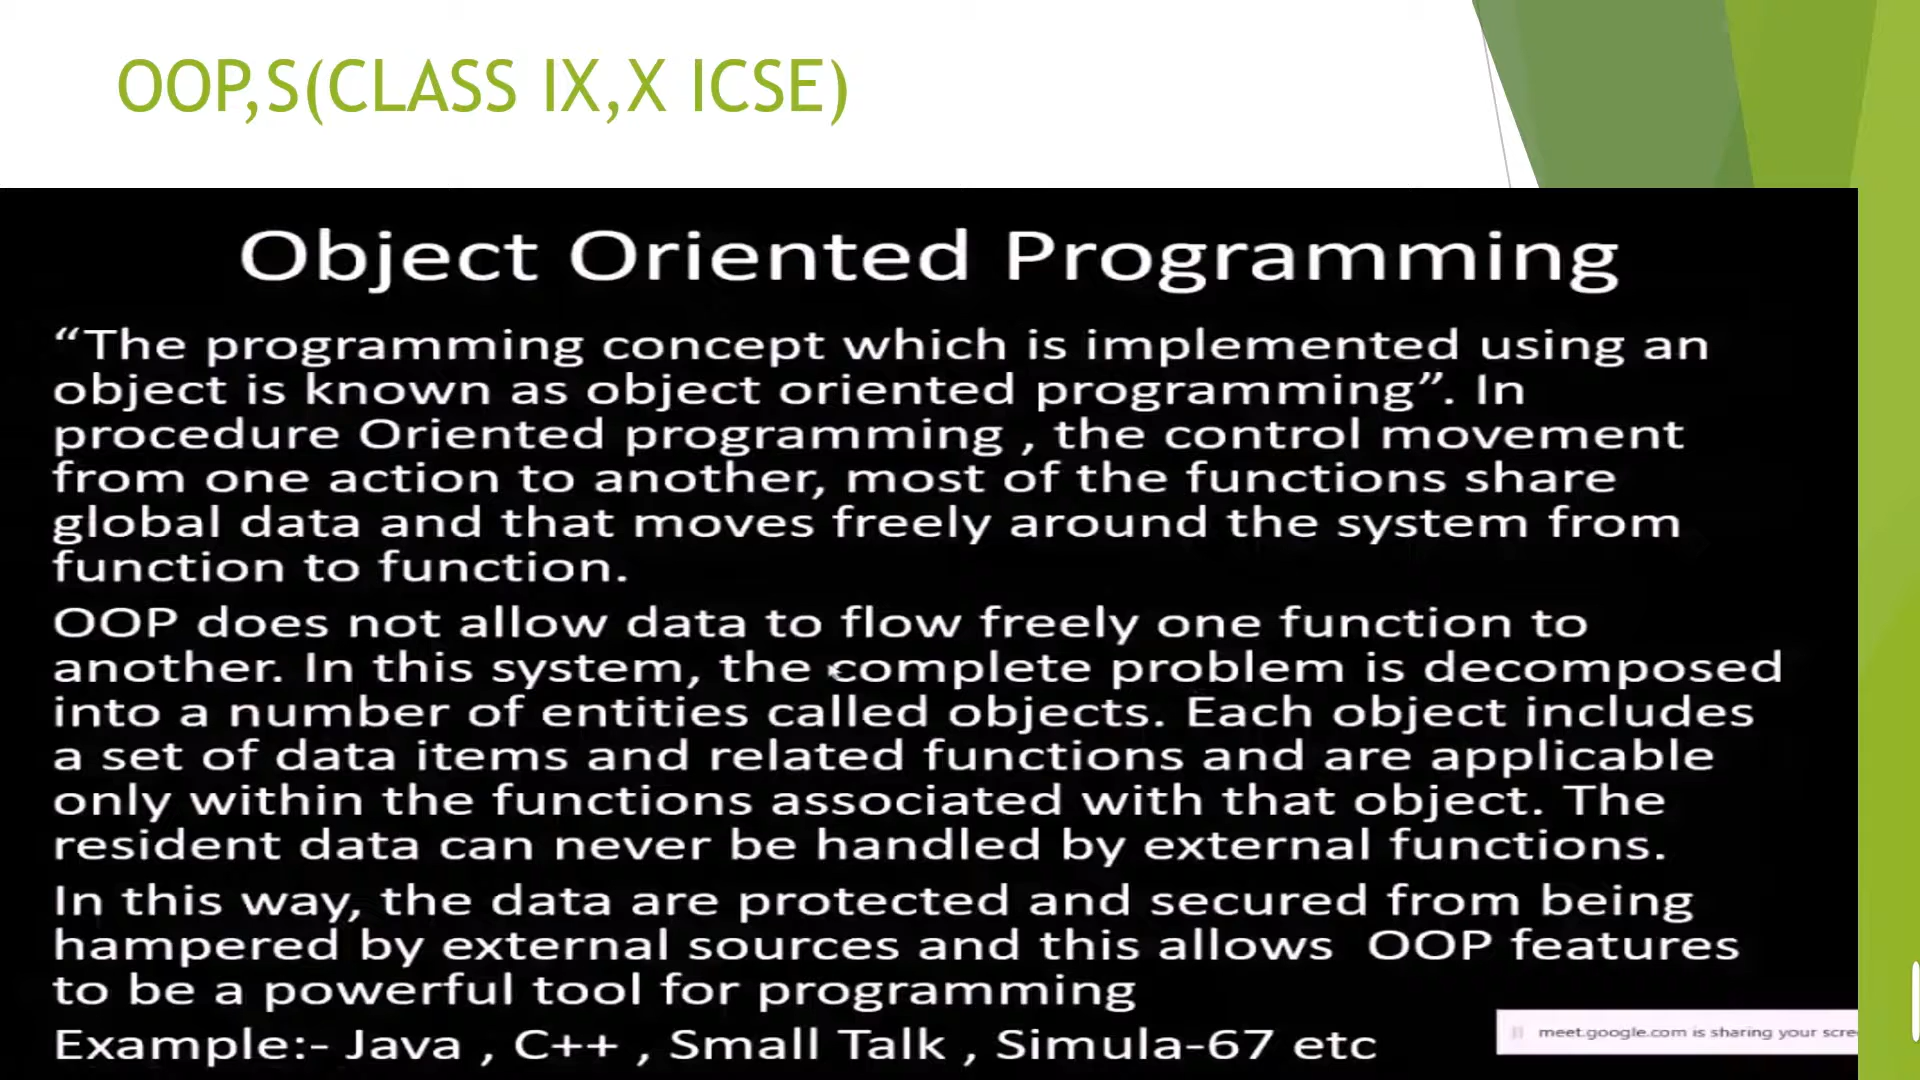 OOP,S(CLASS IX,X ICSE)
Object Oriented Programming
“The programming concept which is implemented using an
object is known as object oriented programming”. In
procedure Oriented programming , the control movement
from one action to another, most of the functions share
global data and that moves freely around the system from
function to function.
OOP does not allow data to flow freely one function to
another. In this system, the complete problem is decomposed
into a number of entities called objects. Each object includes
a set of data items and related functions and are applicable
only within the functions associated with that object. The
resident data can never be handled by external functions.
In this way, the data are protected and secured from being
hampered by external sources and this allows  OOP features
to be a powerful tool for programming
Example:- Java , C++ , Small Talk , Simula-67 etc
meet.google.com is sharing your scre